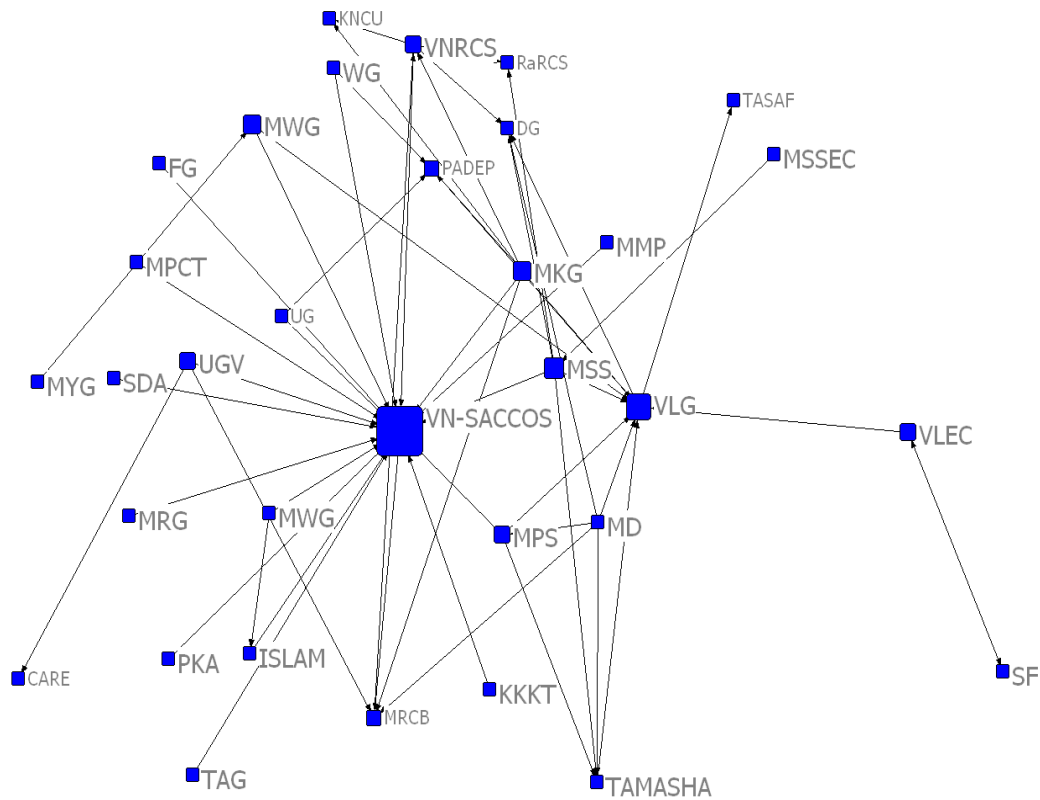 KNCU
VNRCS
RaRCS
WG
TASAF
MWG
DG
MSSEC
FG
PADEP
MMP
MPCT
MKG
UG
UGV
MSS
MYG
SDA
VLG
VN-SACCOS
VLEC
MRG
MWG
MPS
MD
PKA
ISLAM
CARE
SF
KKKT
MRCB
TAG
TAMASHA